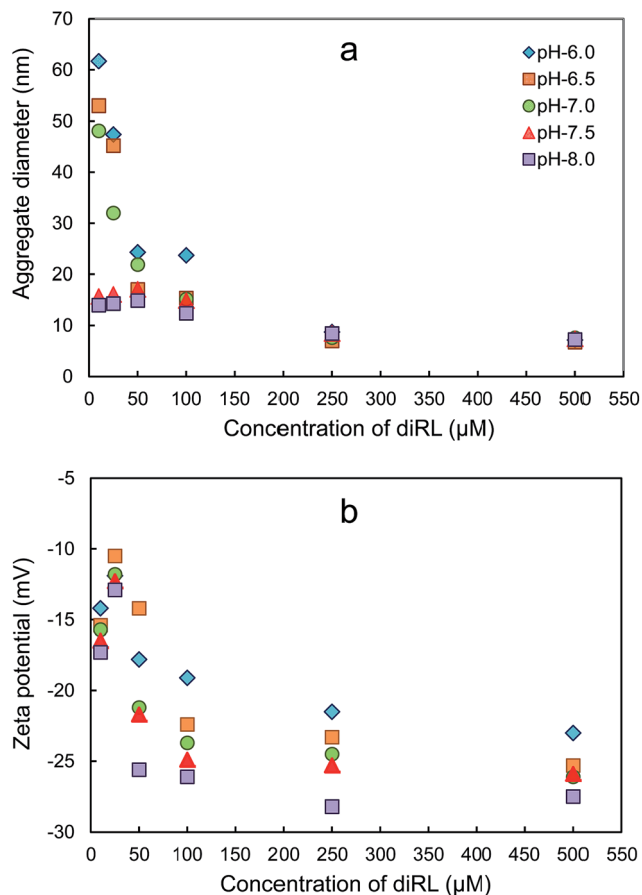 a
Aggregate diameter (nm)
70
60
50
40
30
20
10
0
pH-6.0
pH-6.5
pH-7.0
pH-7.5
pH-8.0
0 50 100 150 200 250 300 350 400 450 500 550
Concentration of diRL (µM)
b
Zeta potential (mV)
-5
-10
-15
-20
-25
-30
0 50 100 150 200 250 300 350 400 450 500 550
Concentration of diRL (µM)